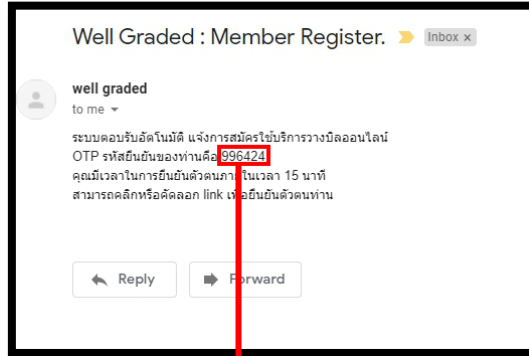 Well Graded : Member Register. Inbox x
well graded
to me
ระบบตอบรับอัตโนมัติ แจ้งการสมัครใช้บริการวางบิลออนไลน์
OTP รหัสยืนยันของท่านคือ 996424
คุณมีเวลาในการยืนยันตัวตนภายในเวลา 15 นาที
สามารถคลิกหรือคัดลอก link เพื่อยืนยันตัวตนท่าน
Reply Forward